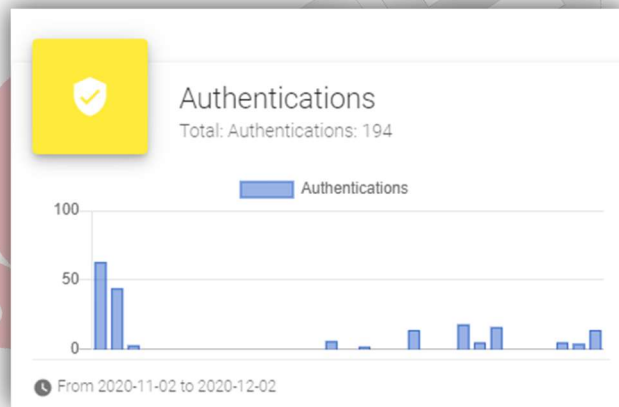 Authentications
Total: Authentications: 194
Authentications
100
50
0
From 2020-11-02 to 2020-12-02